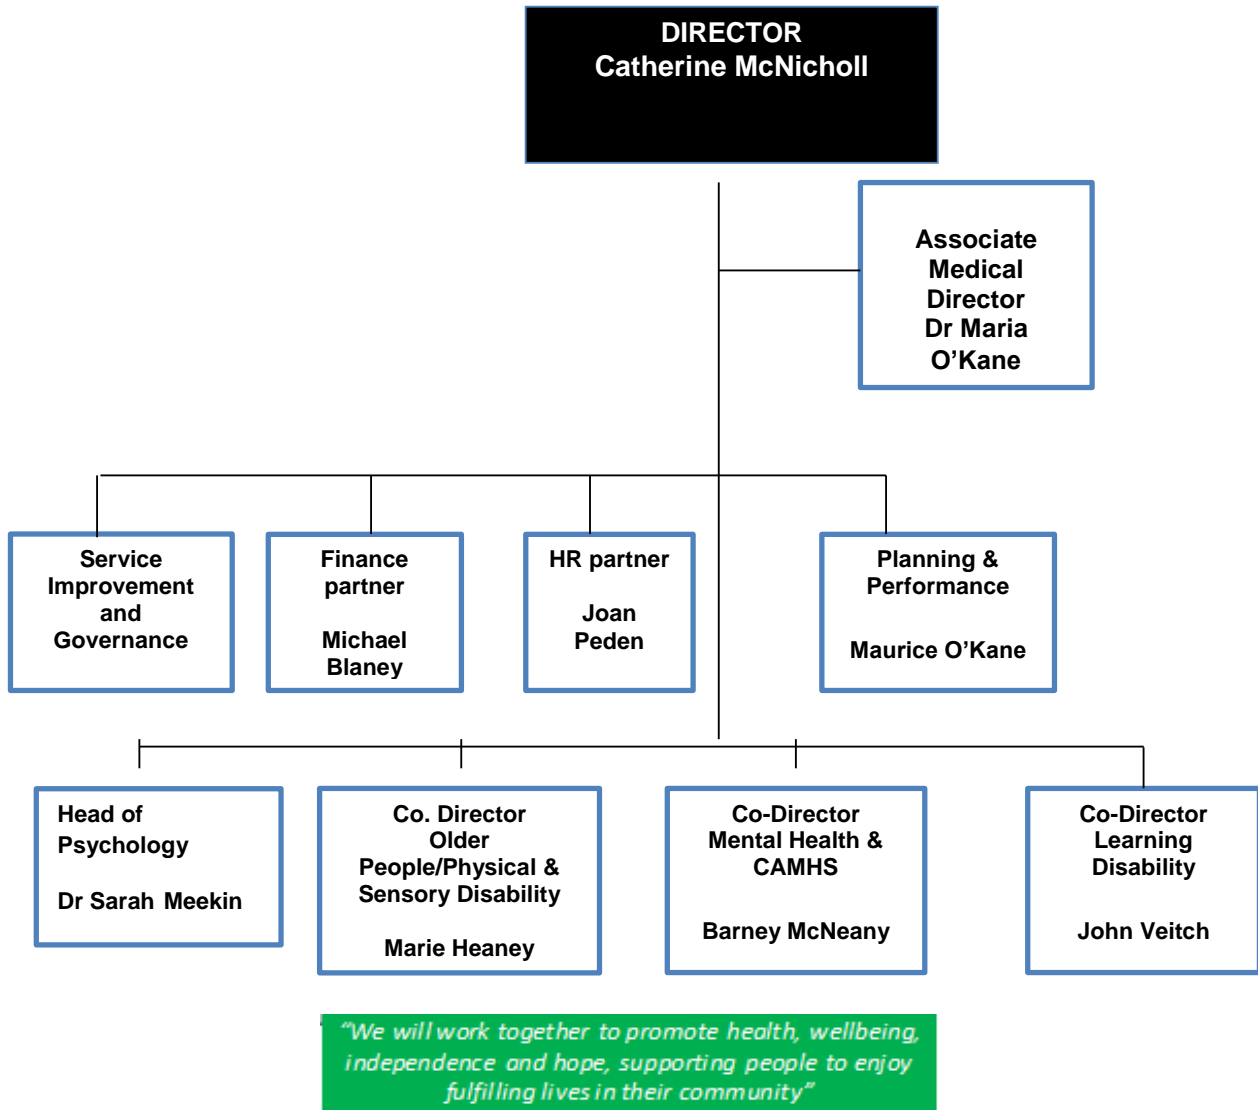 DIRECTOR
Catherine McNicholl
Associate
Medical
Director
Dr Maria
O’Kane
Service
Improvement
and
Governance
Finance
partner
Michael
Blaney
HR partner
Joan
Peden
Planning &
Performance
Maurice O’Kane
Head of
Psychology
Dr Sarah Meekin
Co. Director
Older
People/Physical &
Sensory Disability
Marie Heaney
Co-Director
Mental Health &
CAMHS
Barney McNeany
Co-Director
Learning
Disability
John Veitch
“We will work together to promote health, wellbeing,
independence and hope, supporting people to enjoy
fulfilling lives in their community”